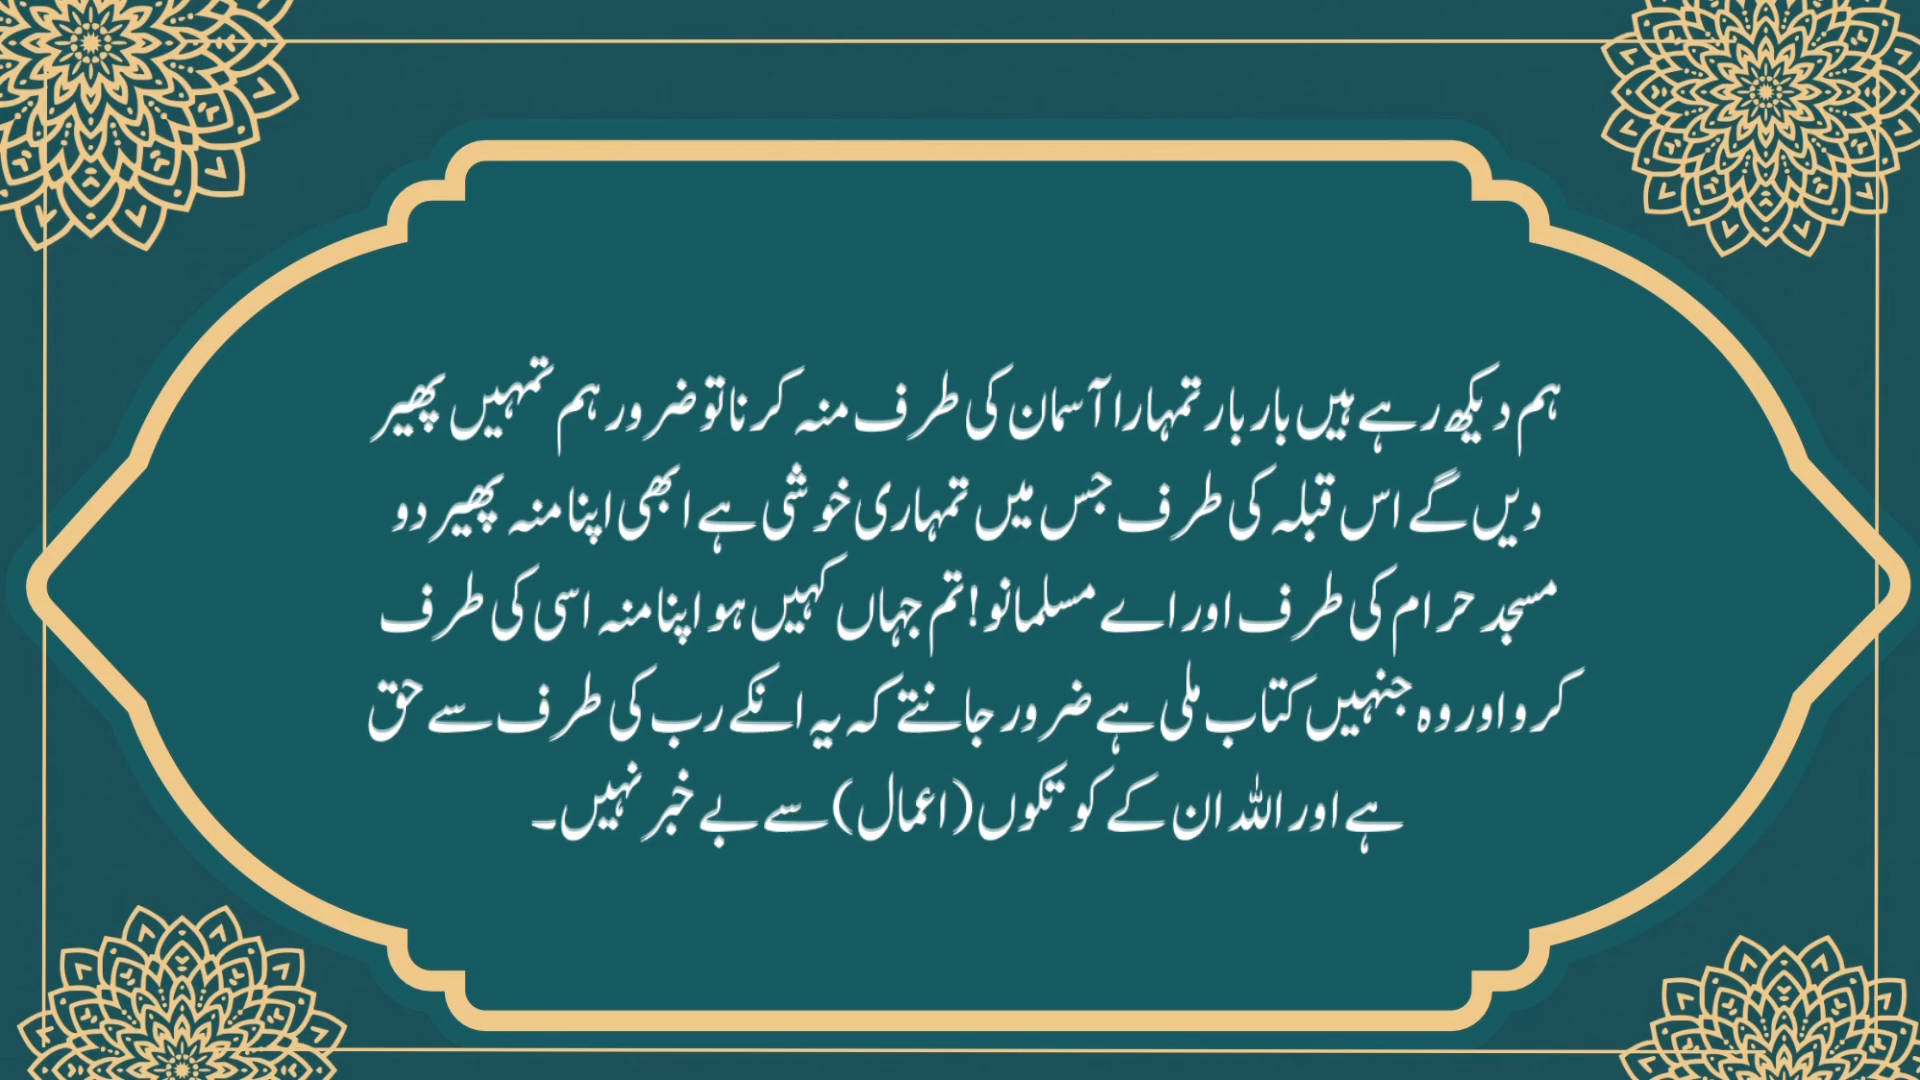 ہم دیکھ رہے ہیں بار بار تمہارا آسمان کی طرف منہ کرنا تو ضرور ہم تمہیں پھیر
دیں گے اس قبلہ کی طرف جس میں تمہاری خوشی ہے ابھی اپنا منہ پھیر دو
مسجد حرام کی طرف اور اے مسلمانو! تم جہاں کہیں ہو اپنا منہ اسی کی طرف
کرو اور وہ جنہیں کتاب ملی ہے ضرور جانتے کہ یہ انکے رب کی طرف سے حق
ہے اور اللہ ان کے کوتکوں (اعمال) سے بے خبر نہیں۔